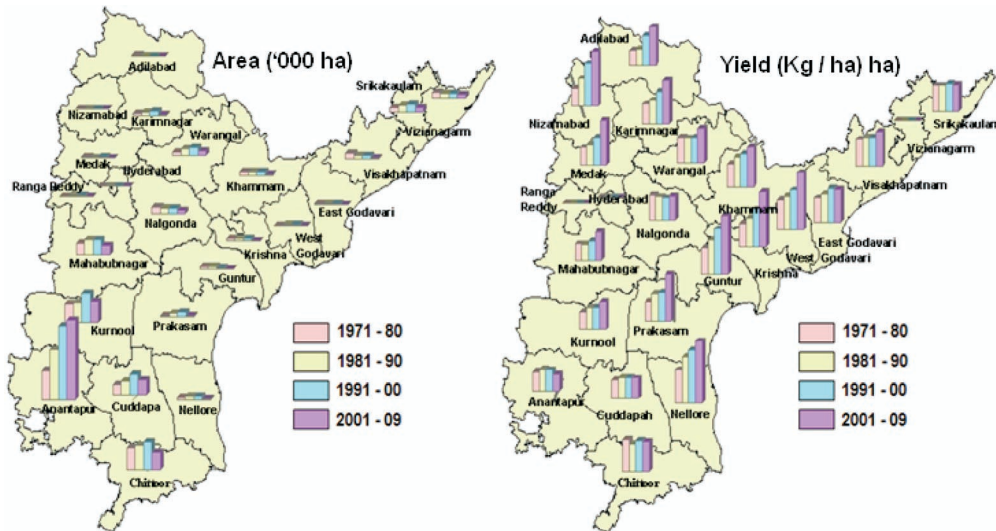 Area ('000 ha)
Adilabad
Srikakaulam
Nizamabad
Karimnagar
Vizianagarm
Warangal
Medak
Hyderabad
Visakhapatnam
Khammam
Ranga Reddy
East Godavari
Nalgonda
West
Godavari
Krishna
Mahabubnagar
Guntur
Kurnool
Prakasam
Anantapur
Cuddapa
Nellore
Chittoor
1971 - 80
1981 - 90
1991 - 00
2001 - 09
Yield (Kg / ha) ha)
Adilabad
Nizamabad
Karimnagar
Srikakaulam
Vizianagarm
Medak
Warangal
Visakhapatnam
Ranga
Reddy
Hyderabad
Khammam
Nalgonda
East Godavari
West
Godavari
Mahabubnagar
Guntur
Krishna
Kurnool
Prakasam
Anantapur
Cuddapah
Nellore
Chittoor
1971 - 80
1981 - 90
1991 - 00
2001 - 09